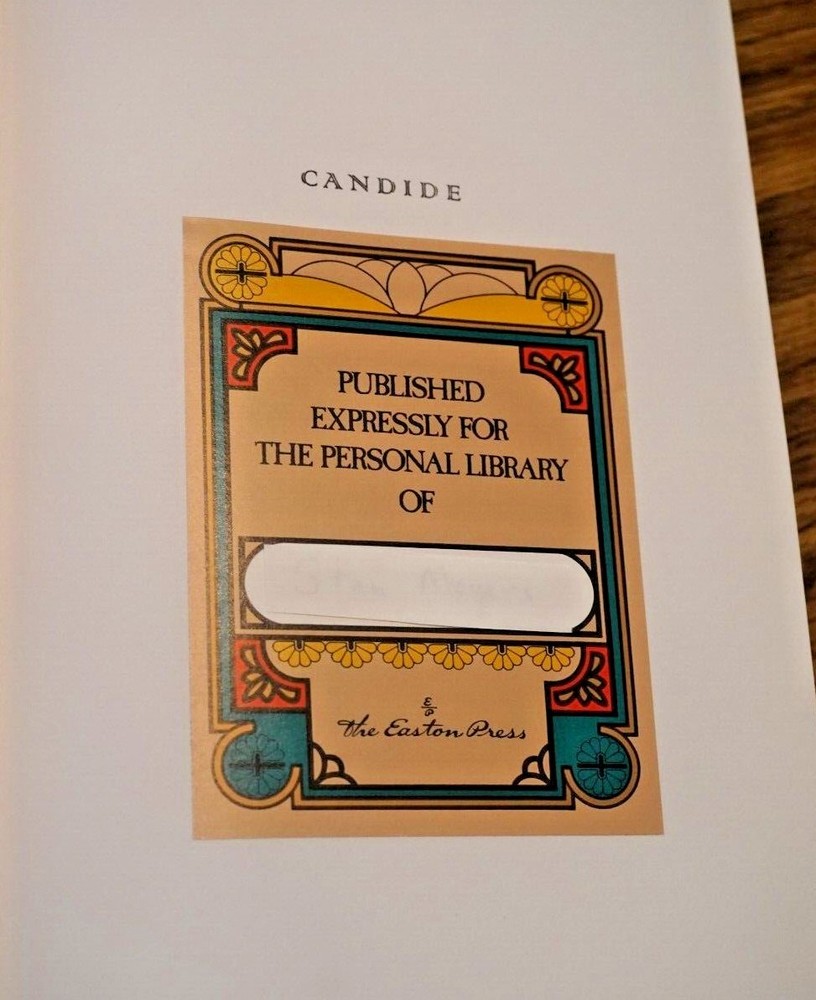 CANDIDE
PUBLISHED
EXPRESSLY FOR
THE PERSONAL LIBRARY
OF
E
P
The Easton Press